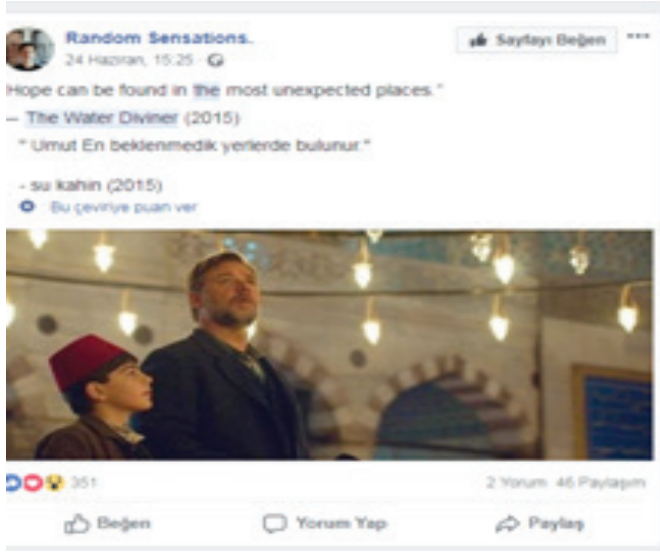 Random Sensations.
Sayfayı Beğen
24 Haziran, 15:25
Hope can be found in the most unexpected places."
– The Water Diviner (2015)
" Umut En beklenmedik yerlerde bulunur."
- su kahin (2015)
Bu çeviriye puan ver
351
2 Yorum 46 Paylaşım
Beğen
Yorum Yap
Paylaş